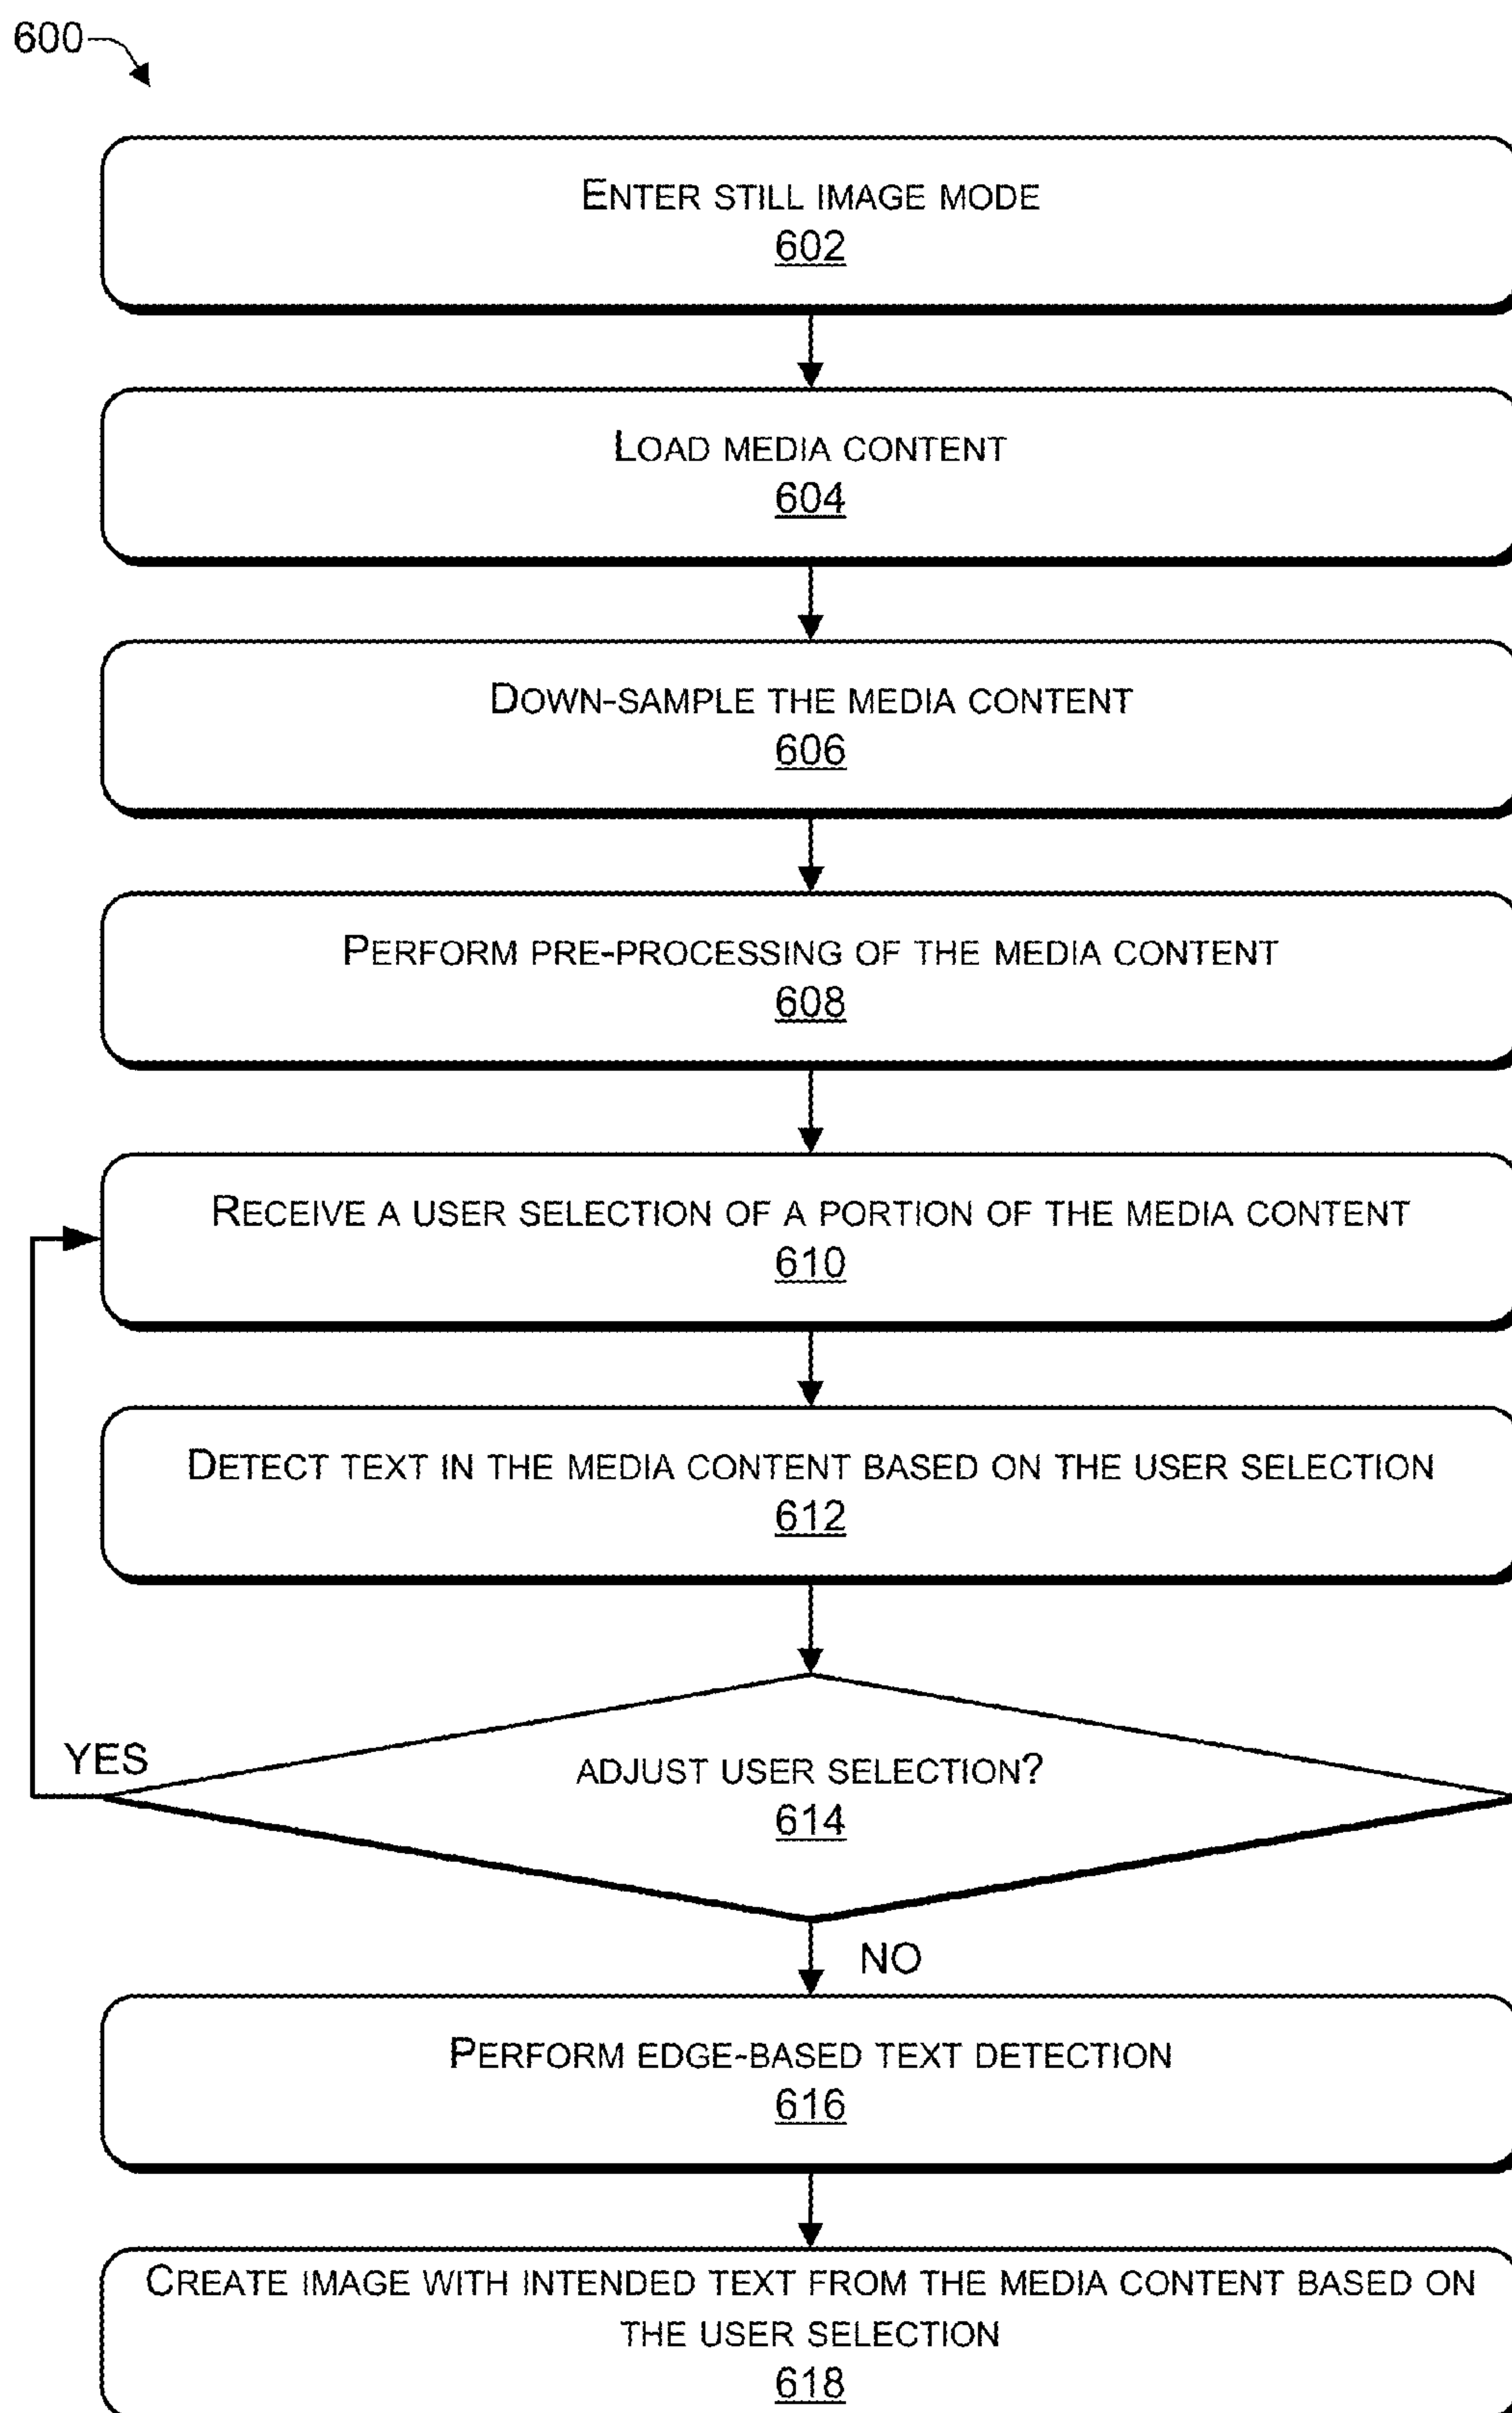 600
ENTER STILL IMAGE MODE
602
LOAD MEDIA CONTENT
604
DOWN-SAMPLE THE MEDIA CONTENT
606
PERFORM PRE-PROCESSING OF THE MEDIA CONTENT
608
RECEIVE A USER SELECTION OF A PORTION OF THE MEDIA CONTENT
610
DETECT TEXT IN THE MEDIA CONTENT BASED ON THE USER SELECTION
612
YES
ADJUST USER SELECTION?
614
NO
PERFORM EDGE-BASED TEXT DETECTION
616
CREATE IMAGE WITH INTENDED TEXT FROM THE MEDIA CONTENT BASED ON
THE USER SELECTION
618